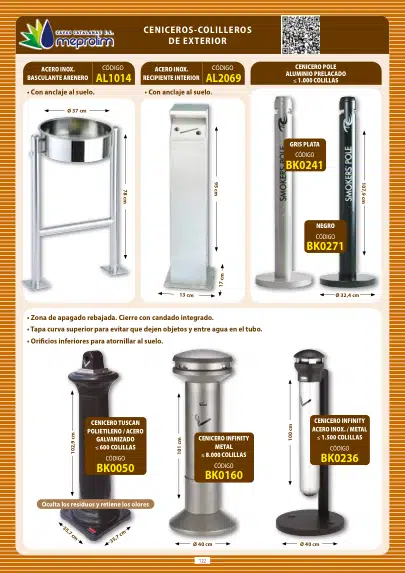 CAYAS CATALANAS S.L.
meprolim
CENICEROS-COLILLEROS
DE EXTERIOR
ACERO INOX.
BASCULANTE ARENERO
CÓDIGO
AL1014
ACERO INOX.
RECIPIENTE INTERIOR
CÓDIGO
AL2069
CENICERO POLE
ALUMINIO PRELACADO
≤ 1.000 COLILLAS
• Con anclaje al suelo.
• Con anclaje al suelo.
Ø 37 cm
78 cm
95 cm
17 cm
13 cm
GRIS PLATA
CÓDIGO
BK0241
SMOKERS POLE
NEGRO
CÓDIGO
BK0271
SMOKERS POLE
107,9 cm
Ø 32,4 cm
• Zona de apagado rebajada. Cierre con candado integrado.
• Tapa curva superior para evitar que dejen objetos y entre agua en el tubo.
• Orificios inferiores para atornillar al suelo.
102,9 cm
CENICERO TUSCAN
POLIETILENO / ACERO
GALVANIZADO
≤ 600 COLILLAS
CÓDIGO
BK0050
Oculta los residuos y retiene los olores
33,7 cm
33,7 cm
101 cm
CENICERO INFINITY
METAL
≤ 8.000 COLILLAS
CÓDIGO
BK0160
Ø 40 cm
100 cm
CENICERO INFINITY
ACERO INOX. / METAL
≤ 1.500 COLILLAS
CÓDIGO
BK0236
Ø 40 cm
122